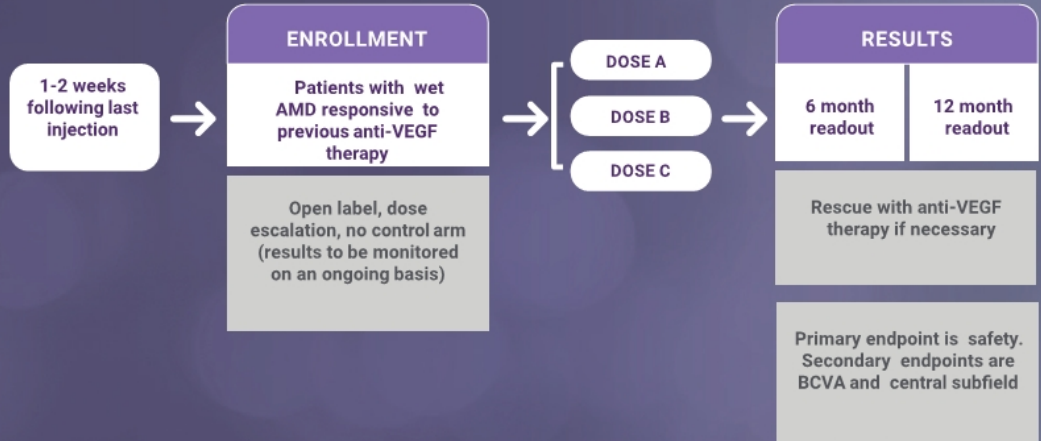 1-2 weeks
following last
injection
ENROLLMENT
Patients with wet
AMD responsive to
previous anti-VEGF
therapy
Open label, dose
escalation, no control arm
(results to be monitored
on an ongoing basis)
DOSE A
DOSE B
DOSE C
RESULTS
6 month
readout
12 month
readout
Rescue with anti-VEGF
therapy if necessary
Primary endpoint is safety.
Secondary endpoints are
BCVA and central subfield